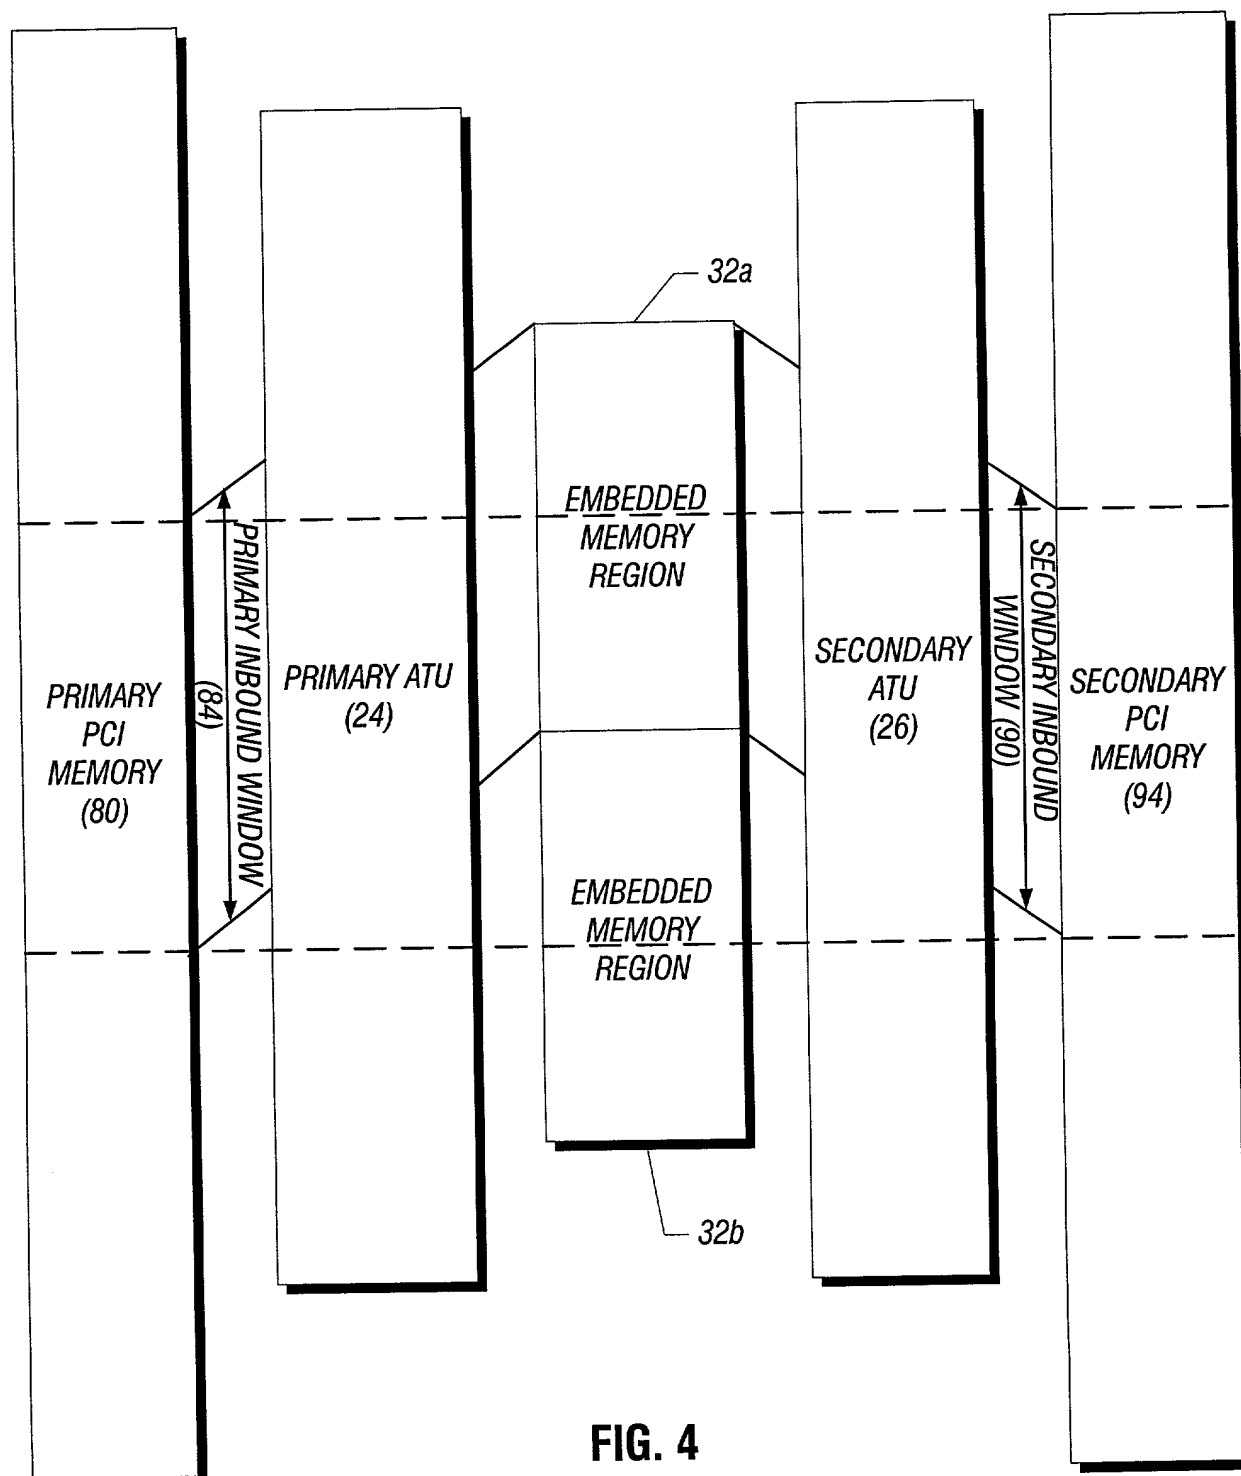 32a
EMBEDDED
MEMORY
REGION
PRIMARY
PCI
MEMORY
(80)
PRIMARY INBOUND WINDOW
(84)
PRIMARY ATU
(24)
SECONDARY
ATU
(26)
SECONDARY INBOUND
WINDOW (90)
SECONDARY
PCI
MEMORY
(94)
EMBEDDED
MEMORY
REGION
32b
FIG. 4